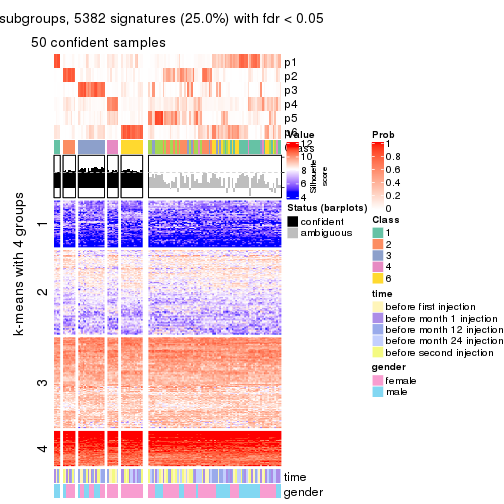 subgroups, 5382 signatures (25.0%) with fdr < 0.05
50 confident samples
p1
p2
p3
p4
p5
p6
Class
1
2
3
4
k-means with 4 groups
time
gender
Value
12
10
8
6
4
Silhouette
score
Status (barplots)
confident
ambiguous
Prob
1
0.8
0.6
0.4
0.2
0
Class
1
2
3
4
6
time
before first injection
before month 1 injection
before month 12 injection
before month 24 injection
before second injection
gender
female
male